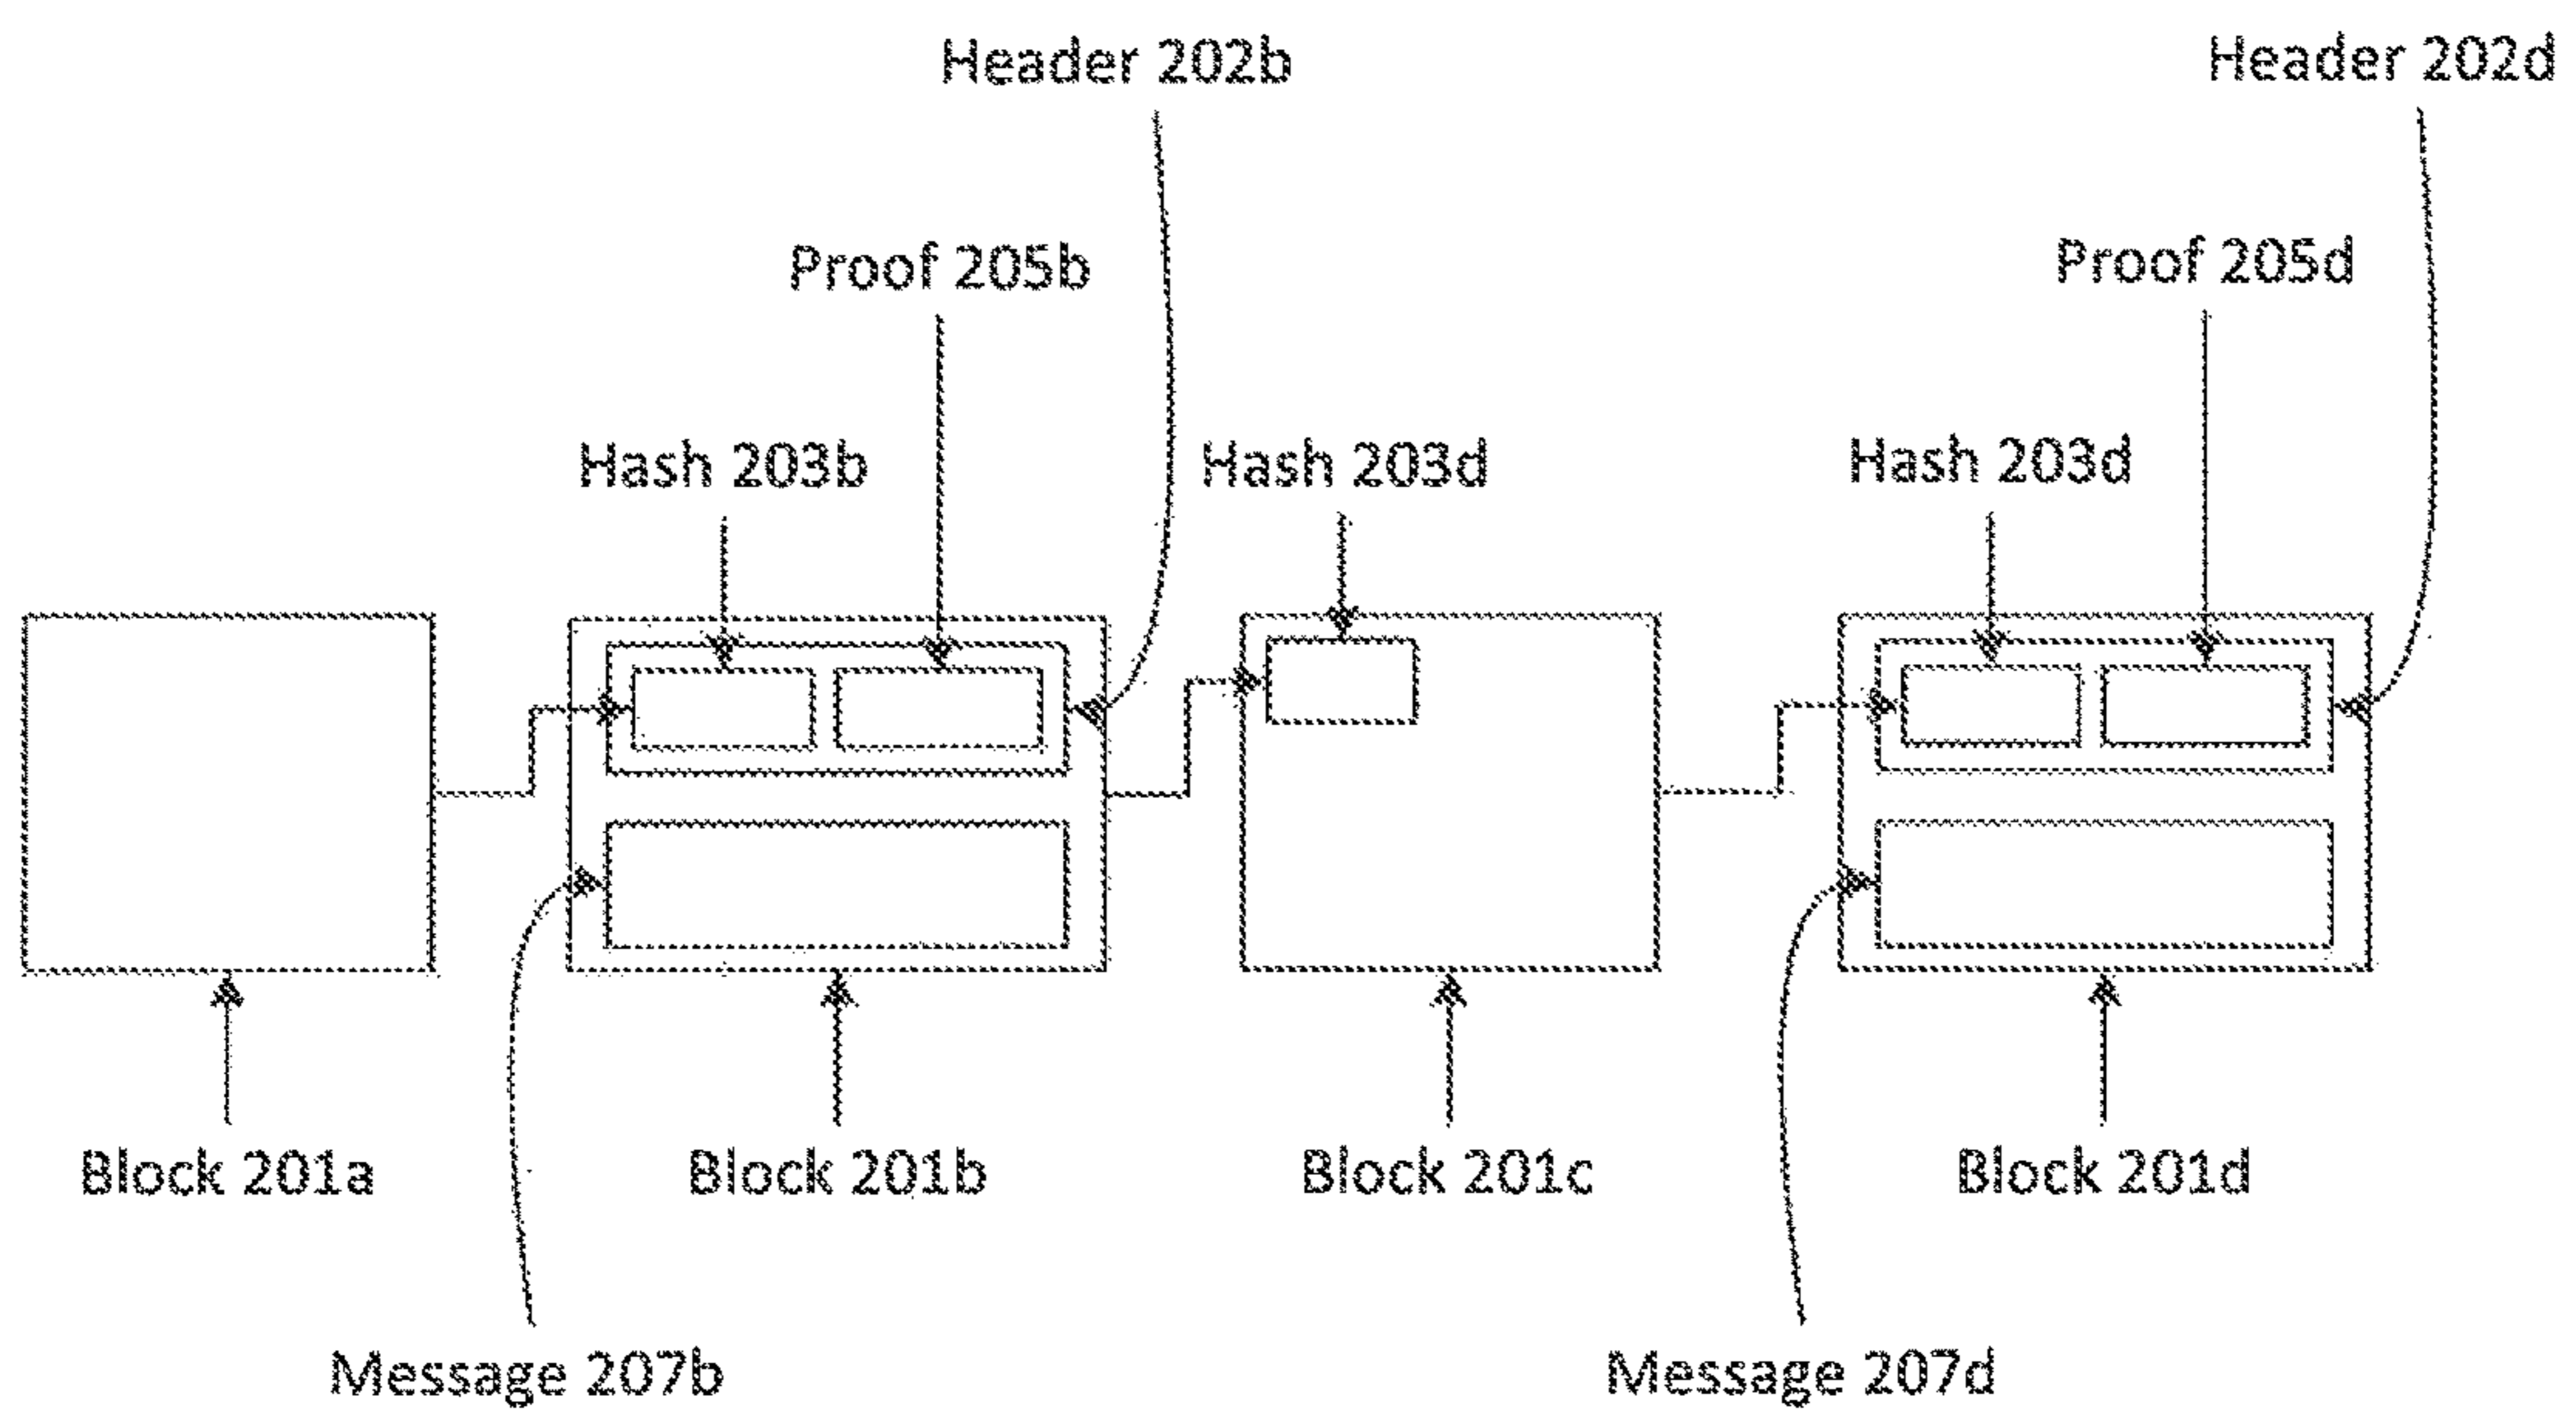 Header 202b
Header 202d
Proof 205b
Proof 205d
Hash 203b
Hash 203d
Hash 203d
Block 201a
Block 201b
Block 201c
Block 201d
Message 207b
Message 207d